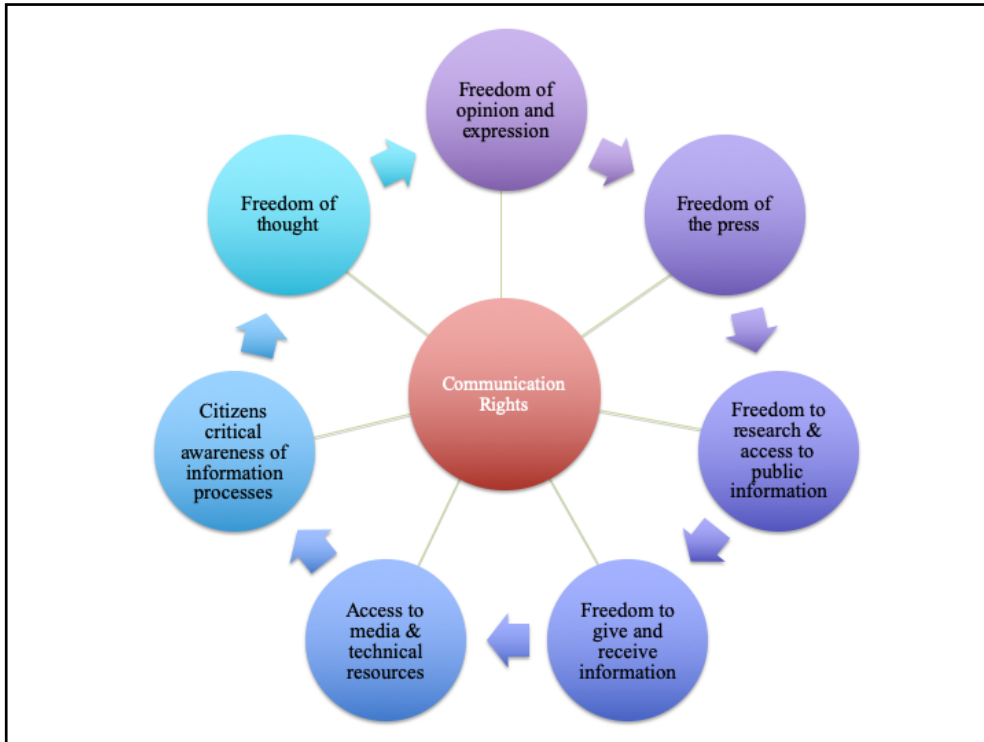 Freedom of
opinion and
expression
Freedom of
the press
Freedom to
research &
access to
public
information
Freedom to
give and
receive
information
Access to
media &
technical
resources
Citizens
critical
awareness of
information
processes
Freedom of
thought
Communication
Rights